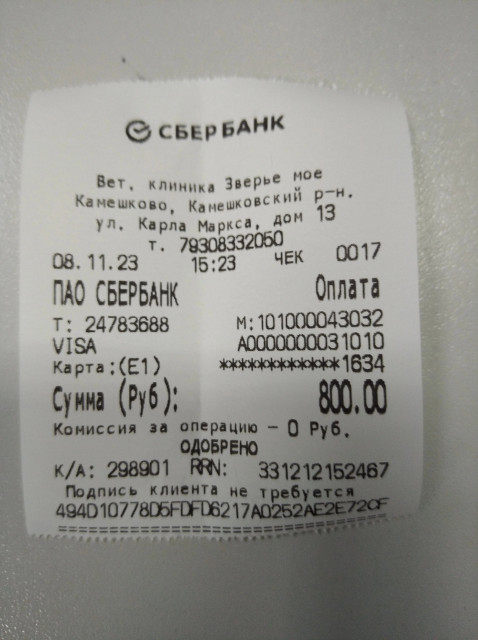 СБЕРБАНК
Вет. клиника Зверье мое
Камешково, Камешковский р-н.
ул. Карла Маркса, дом 13
т. 79308332050
08.11.23 15:23 ЧЕК 0017
ПАО СБЕРБАНК Оплата
Т: 24783688 М:101000043032
VISA A0000000031010
Карта:(E1) ************1634
Сумма (Руб): 800.00
Комиссия за операцию – 0 Руб.
ОДОБРЕНО
К/А: 298901 RRN: 331212152467
Подпись клиента не требуется
494D10778D5FDFD6217A0252AE2E720F
================================